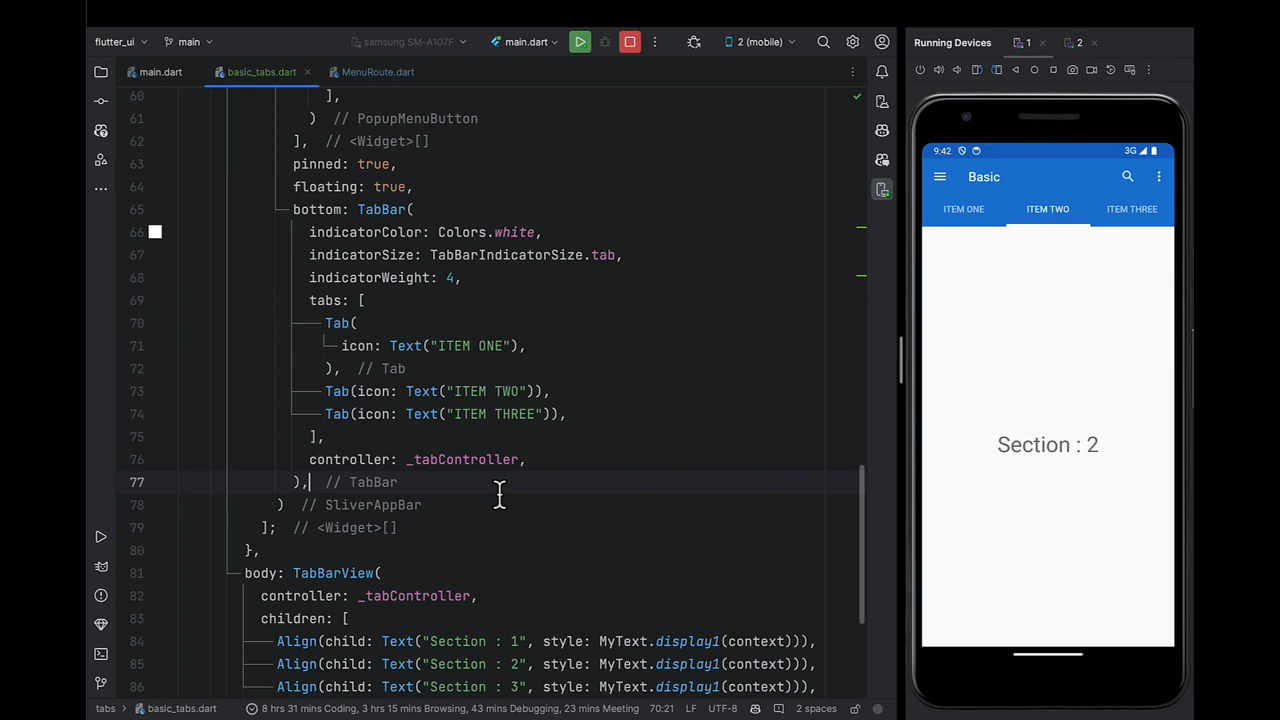 flutter_ui main samsung SM-A107F main.dart 2 (mobile) Running Devices 1 2
main.dart basic_tabs.dart MenuRoute.dart
60 ],
61 ) // PopupMenuButton
62 ], // <Widget>[]
63 pinned: true,
64 floating: true,
65 bottom: TabBar(
66 indicatorColor: Colors.white,
67 indicatorSize: TabBarIndicatorSize.tab,
68 indicatorWeight: 4,
69 tabs: [
70 Tab(
71 icon: Text("ITEM ONE"),
72 ), // Tab
73 Tab(icon: Text("ITEM TWO")),
74 Tab(icon: Text("ITEM THREE")),
75 ],
76 controller: _tabController,
77 ), // TabBar
78 ) // SliverAppBar
79 ]; // <Widget>[]
80 },
81 body: TabBarView(
82 controller: _tabController,
83 children: [
84 Align(child: Text("Section : 1", style: MyText.display1(context))),
85 Align(child: Text("Section : 2", style: MyText.display1(context))),
86 Align(child: Text("Section : 3", style: MyText.display1(context))),
tabs basic_tabs.dart 8 hrs 31 mins Coding, 3 hrs 15 mins Browsing, 43 mins Debugging, 23 mins Meeting 70:21 LF UTF-8 2 spaces
9:42 3G
Basic
ITEM ONE ITEM TWO ITEM THREE
Section : 2